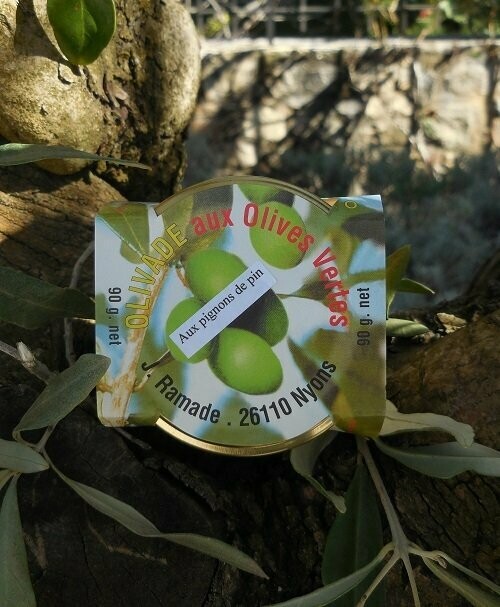 OLIVADE aux Olives Vertes
Aux pignons de pin
90 g. net
90 g. net
J. Ramade . 26110 Nyons